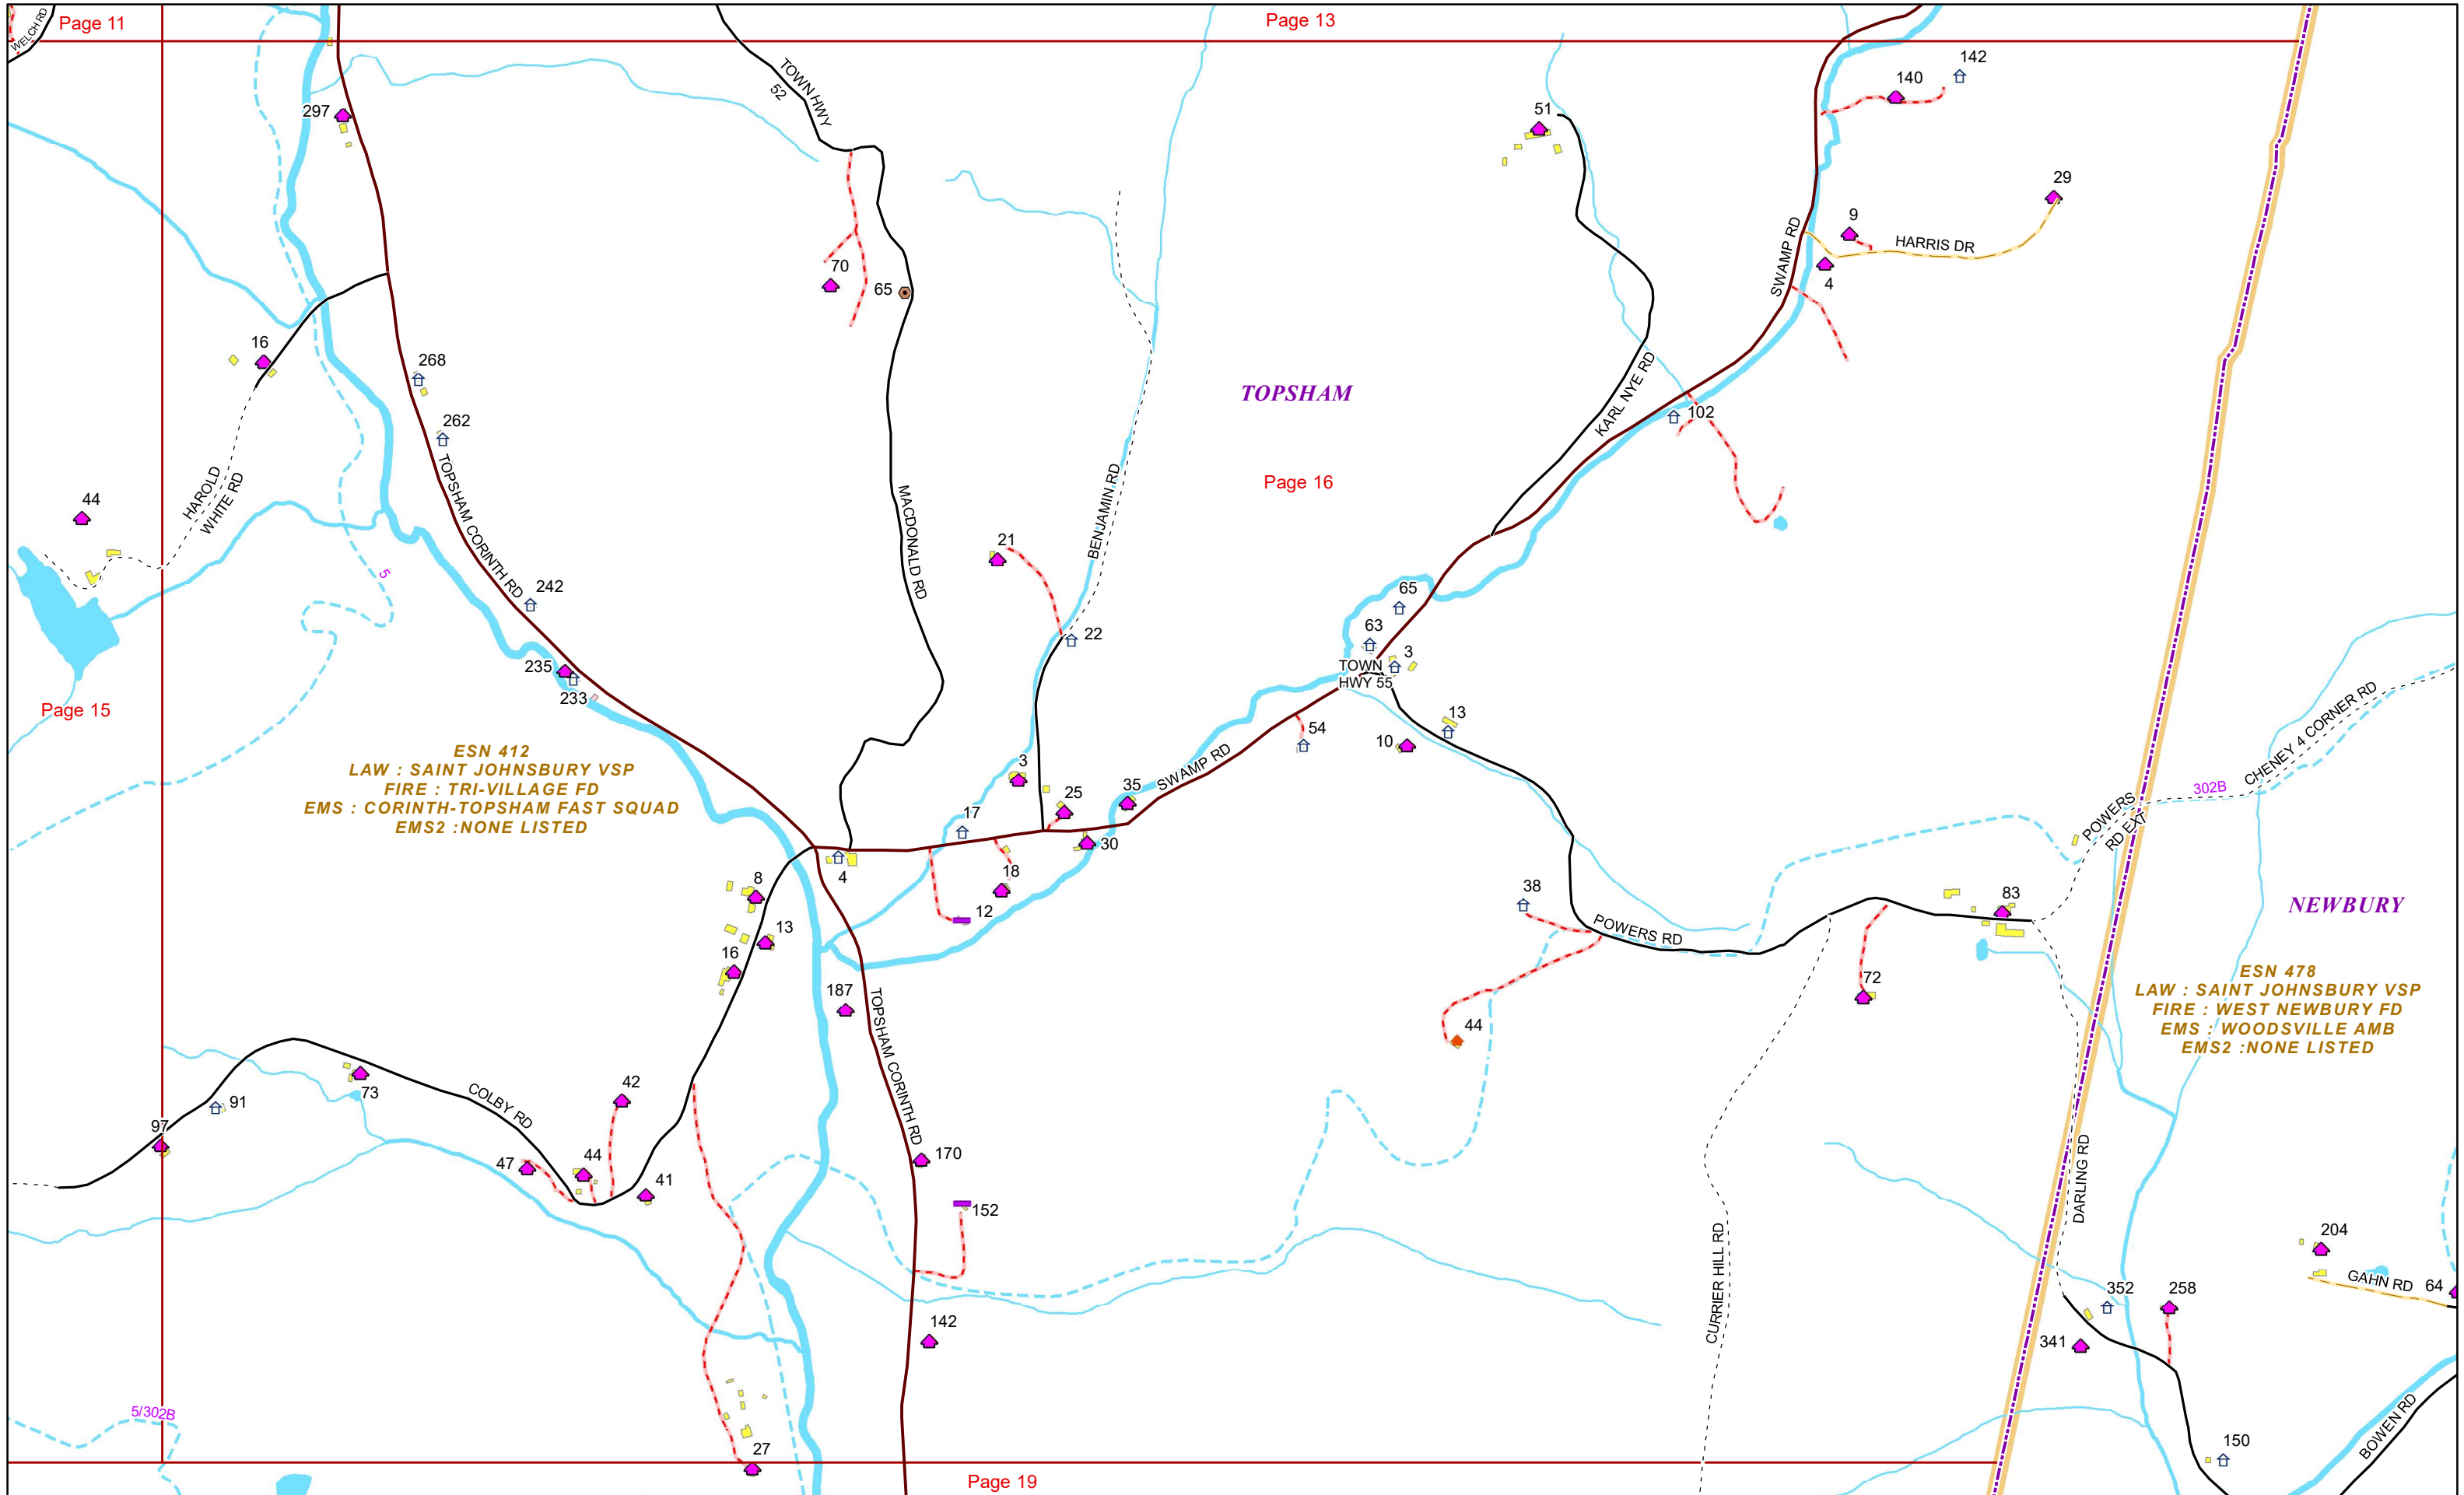 WELCH RD
Page 11
Page 13
142
140
TOWN HWY
52
297
51
29
9
HARRIS DR
SWAMP RD
4
70
65
16
268
TOPSHAM
KARL NYE RD
102
262
TOPSHAM CORINTH RD
HAROLD
WHITE RD
44
Page 16
MACDONALD RD
BENJAMIN RD
21
5
242
22
65
63
3
TOWN
HWY 55
235
233
Page 15
13
10
54
SWAMP RD
CHENEY 4 CORNER RD
302B
POWERS
RD EXT
ESN 412
LAW : SAINT JOHNSBURY VSP
FIRE : TRI-VILLAGE FD
EMS : CORINTH-TOPSHAM FAST SQUAD
EMS2 :NONE LISTED
3
25
35
17
30
4
18
12
8
13
16
38
POWERS RD
83
72
NEWBURY
ESN 478
LAW : SAINT JOHNSBURY VSP
FIRE : WEST NEWBURY FD
EMS : WOODSVILLE AMB
EMS2 :NONE LISTED
187
TOPSHAM CORINTH RD
44
73
91
97
COLBY RD
42
47
44
41
170
152
DARLING RD
CURRIER HILL RD
204
GAHN RD
64
352
258
341
142
5/302B
27
BOWEN RD
150
Page 19